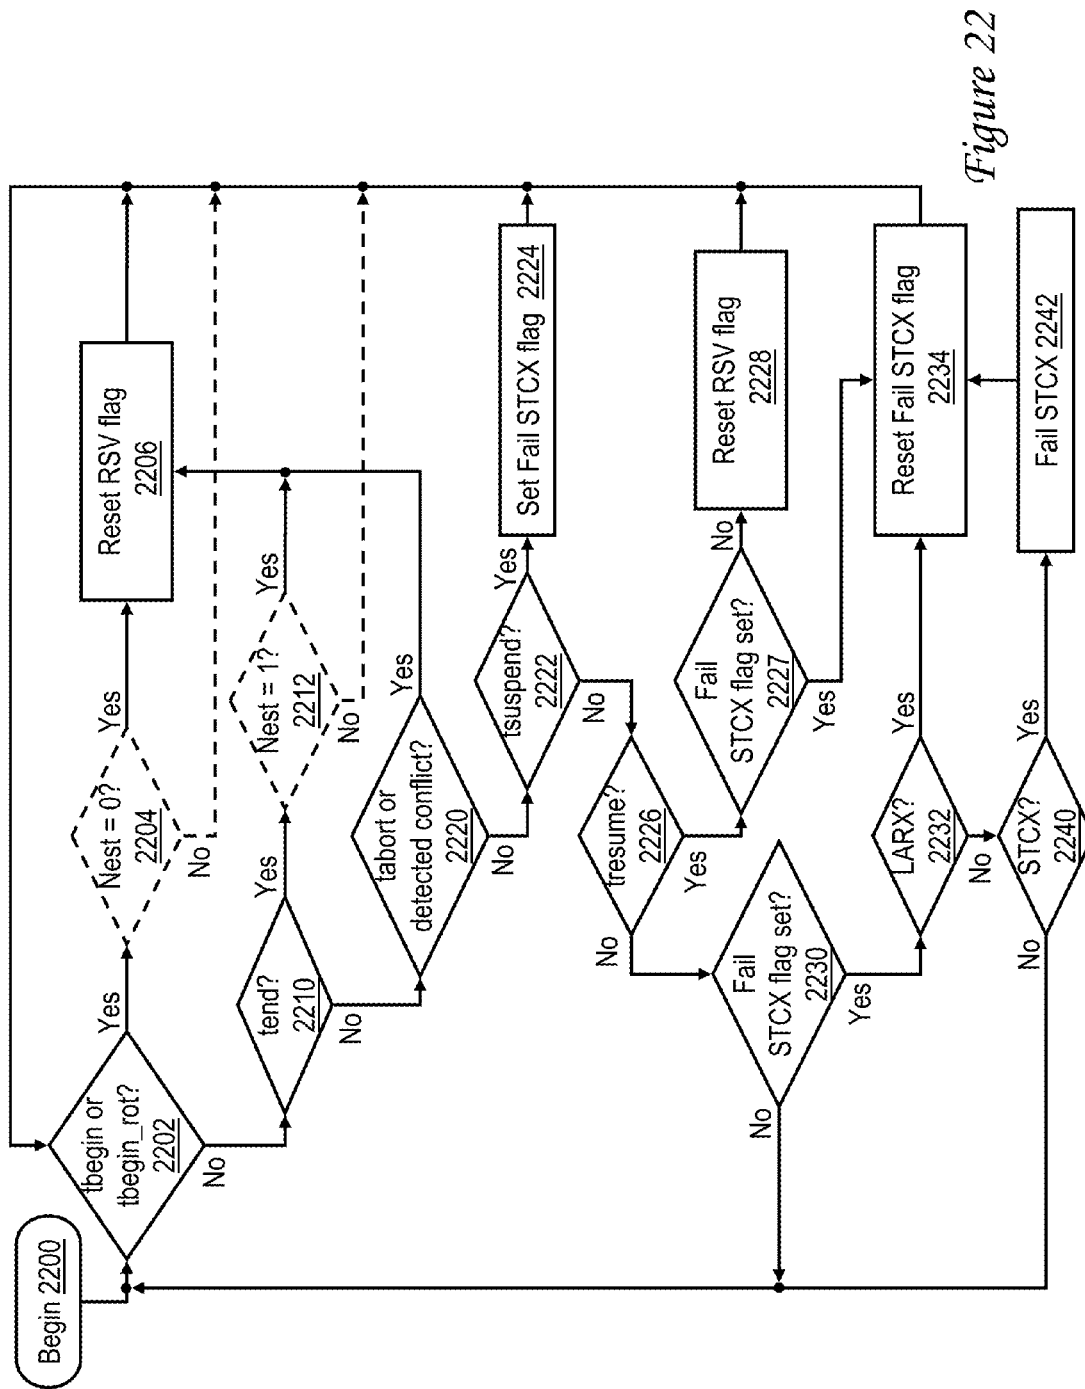 Begin 2200
tbegin or
tbegin_rot?
2202
Yes
No
Nest = 0?
2204
Yes
No
Reset RSV flag
2206
tend?
2210
Yes
No
Nest = 1?
2212
Yes
No
tabort or
detected conflict?
2220
Yes
No
tsuspend?
2222
Yes
No
Set Fail STCX flag 2224
tresume?
2226
Yes
No
Fail
STCX flag set?
2227
No
Yes
Reset RSV flag
2228
Fail
STCX flag set?
2230
No
Yes
LARX?
2232
Yes
No
Reset Fail STCX flag
2234
STCX?
2240
Yes
No
Fail STCX 2242
Figure 22